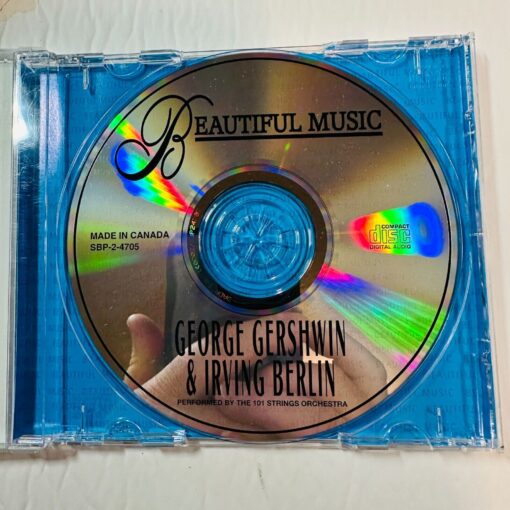 BEAUTIFUL MUSIC
MADE IN CANADA
SBP-2-4705
COMPACT
disc
DIGITAL AUDIO
GEORGE GERSHWIN
& IRVING BERLIN
PERFORMED BY THE 101 STRINGS ORCHESTRA